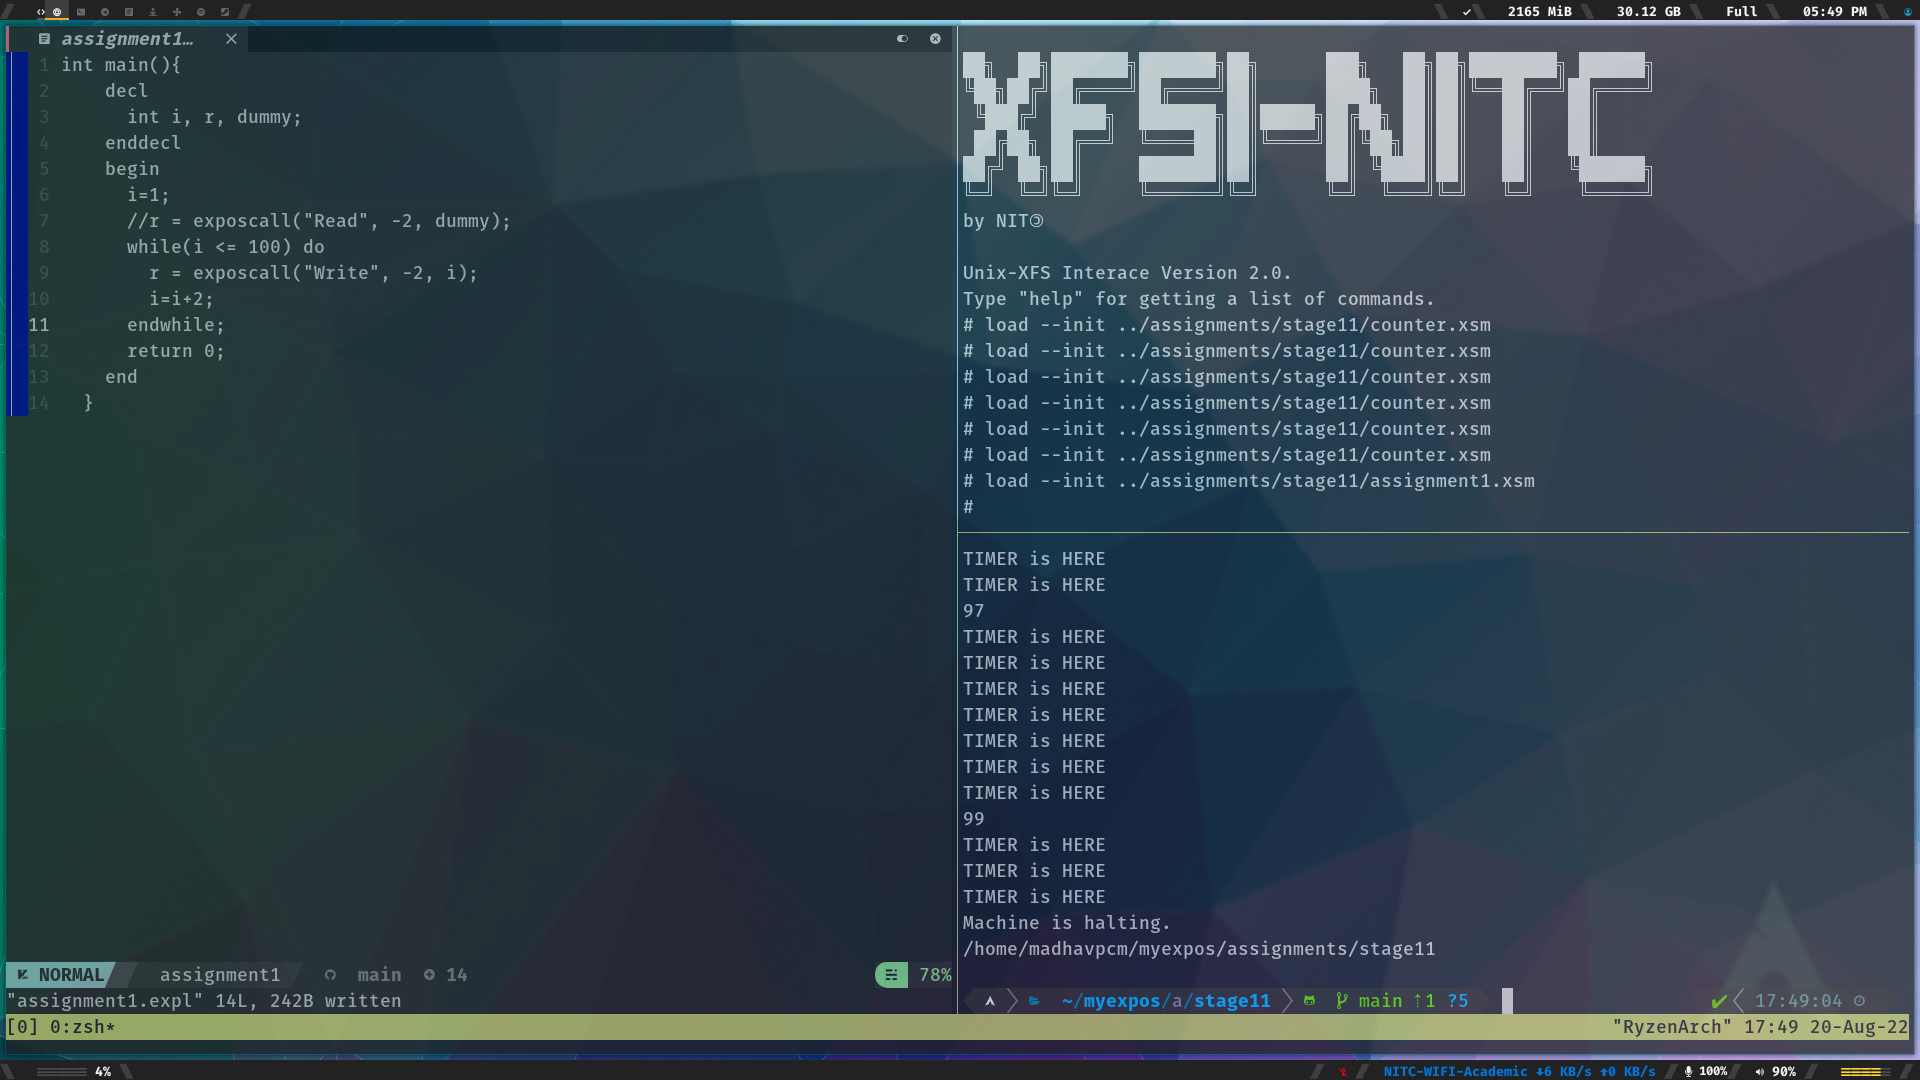 2165 MiB 30.12 GB Full 05:49 PM
assignment1…
1 int main(){
2 decl
3 int i, r, dummy;
4 enddecl
5 begin
6 i=1;
7 //r = exposcall("Read", -2, dummy);
8 while(i <= 100) do
9 r = exposcall("Write", -2, i);
10 i=i+2;
11 endwhile;
12 return 0;
13 end
14 }
NORMAL assignment1 main 14 78%
"assignment1.expl" 14L, 242B written
XFSI-NITC
by NITC

Unix-XFS Interace Version 2.0.
Type "help" for getting a list of commands.
# load --init ../assignments/stage11/counter.xsm
# load --init ../assignments/stage11/counter.xsm
# load --init ../assignments/stage11/counter.xsm
# load --init ../assignments/stage11/counter.xsm
# load --init ../assignments/stage11/counter.xsm
# load --init ../assignments/stage11/counter.xsm
# load --init ../assignments/stage11/assignment1.xsm
#
TIMER is HERE
TIMER is HERE
97
TIMER is HERE
TIMER is HERE
TIMER is HERE
TIMER is HERE
TIMER is HERE
TIMER is HERE
TIMER is HERE
99
TIMER is HERE
TIMER is HERE
TIMER is HERE
Machine is halting.
/home/madhavpcm/myexpos/assignments/stage11
~/myexpos/a/stage11 main ⇡1 ?5 ✔ 17:49:04
[0] 0:zsh* "RyzenArch" 17:49 20-Aug-22
4% NITC-WIFI-Academic 6 KB/s 0 KB/s 100% 90%